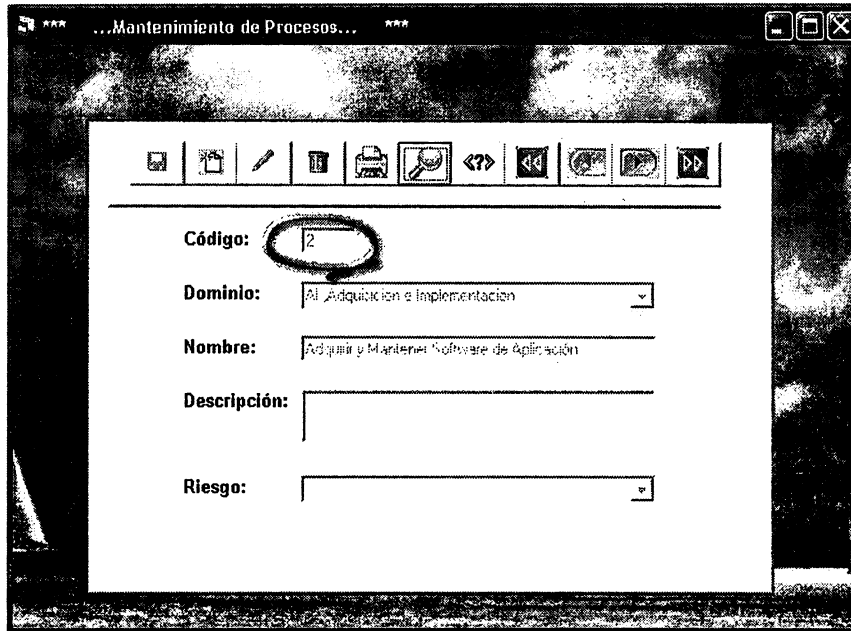 *** ...Mantenimiento de Procesos... ***
«?»
Código: 2
Dominio: AI ,Adquisicion e Implementacion
Nombre: Adquirir y Mantener Software de Aplicación
Descripción:
Riesgo: